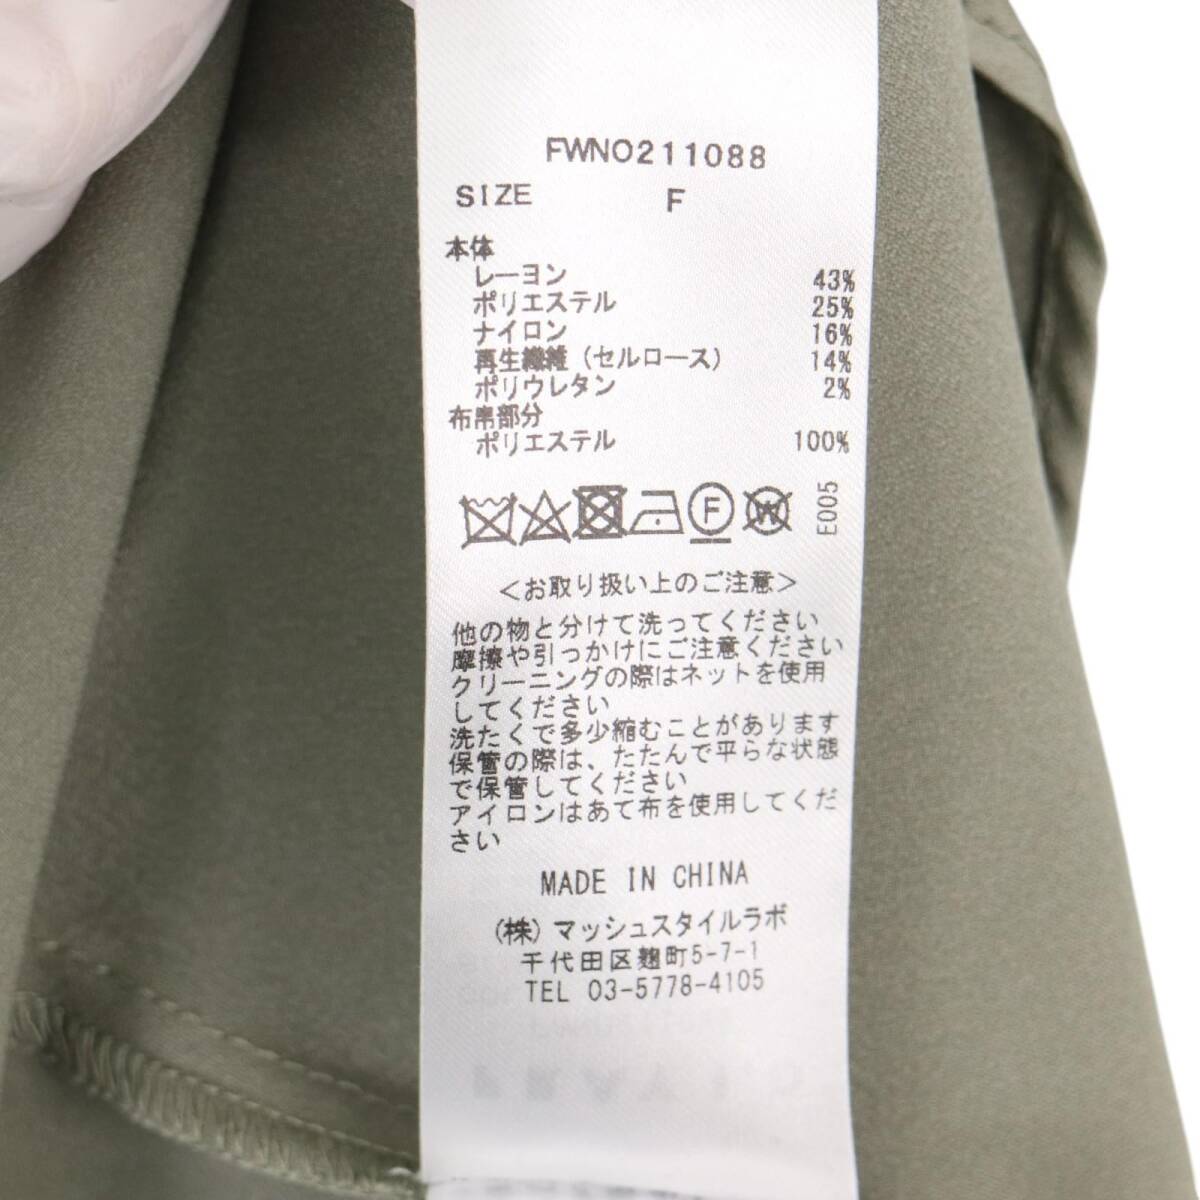 FWNO211088
SIZE F
本体
レーヨン 43%
ポリエステル 25%
ナイロン 16%
再生繊維 (セルロース) 14%
ポリウレタン 2%
布帛部分
ポリエステル 100%
F W E005
<お取り扱い上のご注意>
他の物と分けて洗ってください
摩擦や引っかけにご注意ください
クリーニングの際はネットを使用
してください
洗たくで多少縮むことがあります
保管の際は、たたんで平らな状態
で保管してください
アイロンはあて布を使用してくだ
さい
MADE IN CHINA
(株) マッシュスタイルラボ
千代田区麹町5-7-1
TEL 03-5778-4105